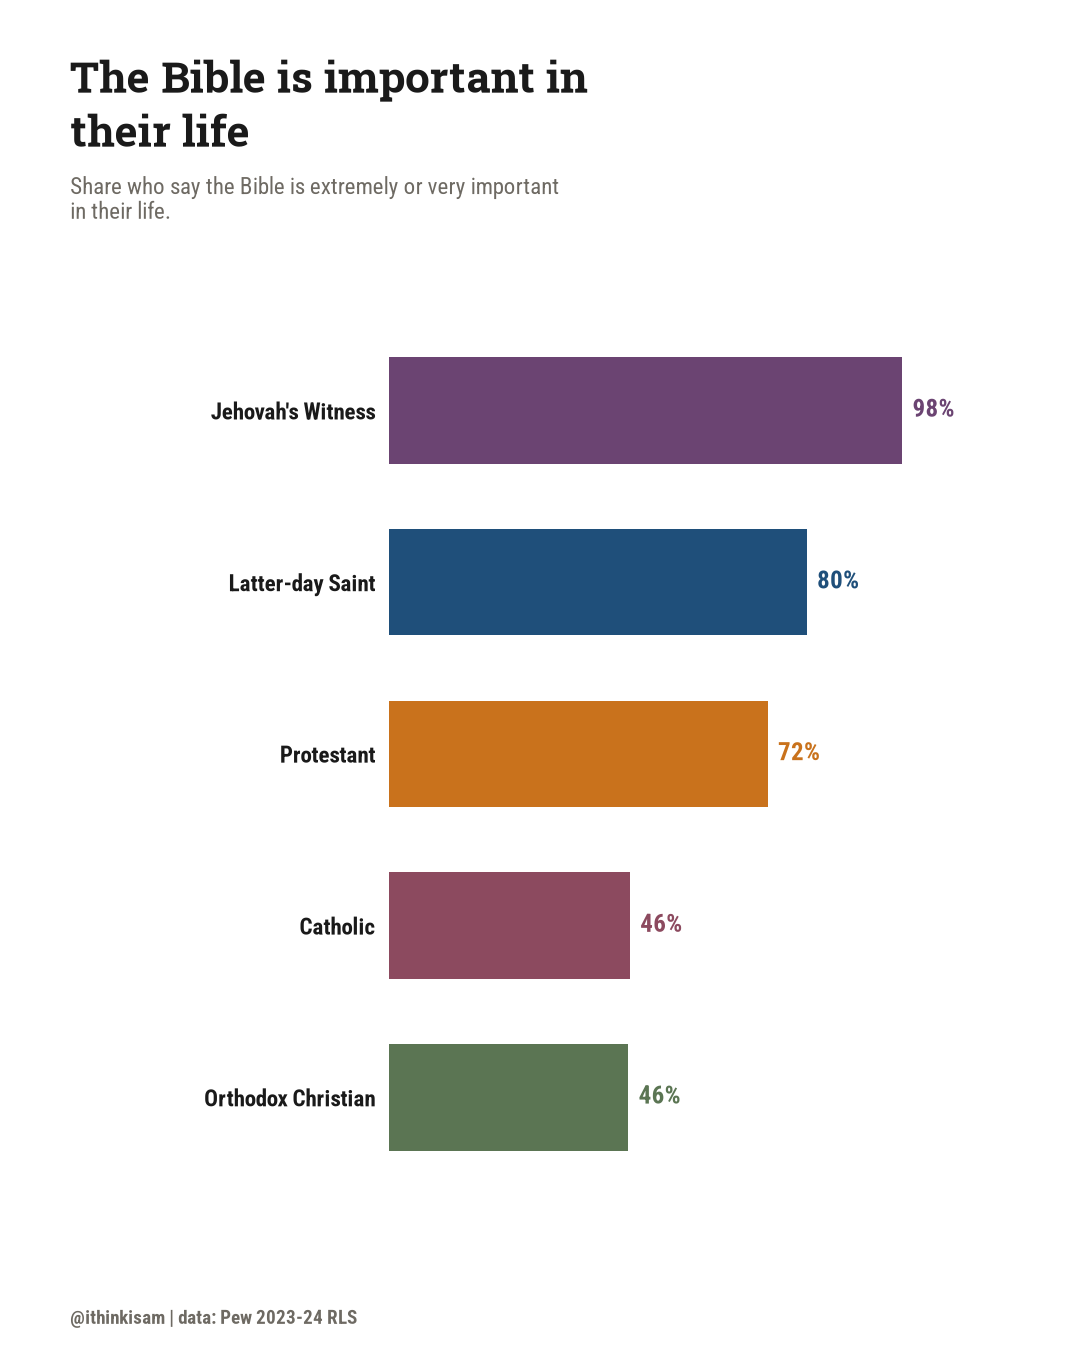 The Bible is important in
their life
Share who say the Bible is extremely or very important
in their life.
Jehovah's Witness 98%
Latter-day Saint 80%
Protestant 72%
Catholic 46%
Orthodox Christian 46%
@ithinkisam | data: Pew 2023-24 RLS